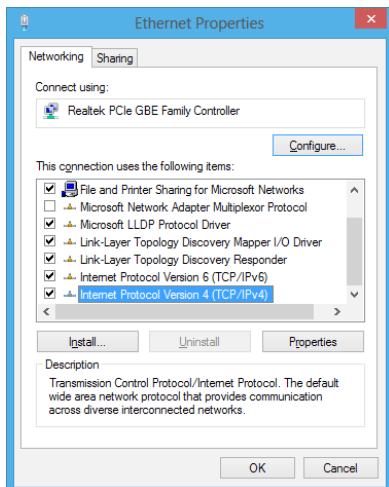 Ethernet Properties
Networking
Sharing
Connect using:
Realtek PCIe GBE Family Controller
Configure...
This connection uses the following items:
File and Printer Sharing for Microsoft Networks
Microsoft Network Adapter Multiplexor Protocol
Microsoft LLDP Protocol Driver
Link-Layer Topology Discovery Mapper I/O Driver
Link-Layer Topology Discovery Responder
Internet Protocol Version 6 (TCP/IPv6)
Internet Protocol Version 4 (TCP/IPv4)
Install...
Uninstall
Properties
Description
Transmission Control Protocol/Internet Protocol. The default
wide area network protocol that provides communication
across diverse interconnected networks.
OK
Cancel